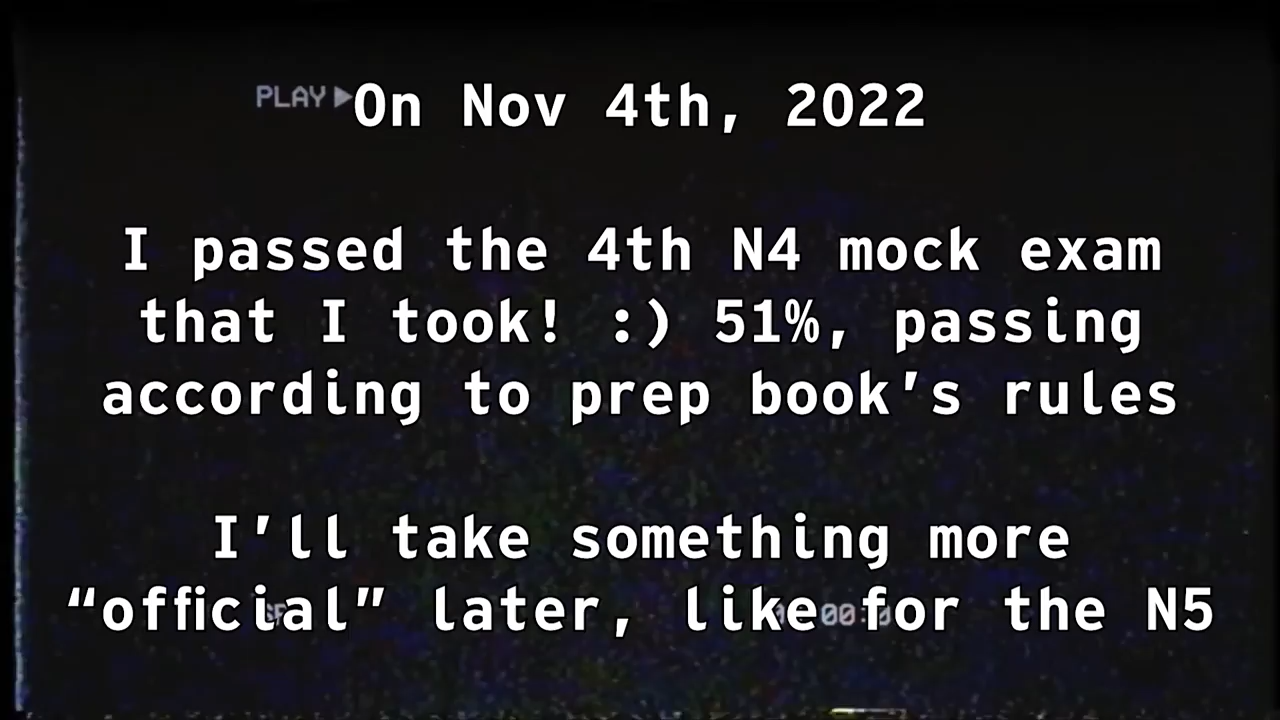 PLAY ▶
On Nov 4th, 2022
I passed the 4th N4 mock exam
that I took! :) 51%, passing
according to prep book’s rules
I’ll take something more
“official” later, like for the N5